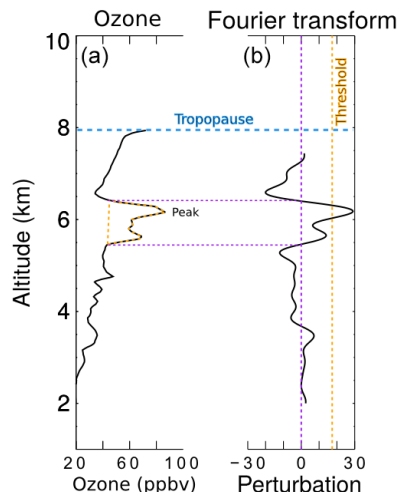 Ozone
Fourier transform
(a)
(b)
10
8
6
4
2
Altitude (km)
Tropopause
Threshold
Peak
20 60 100
-30 0 30
Ozone (ppbv)
Perturbation